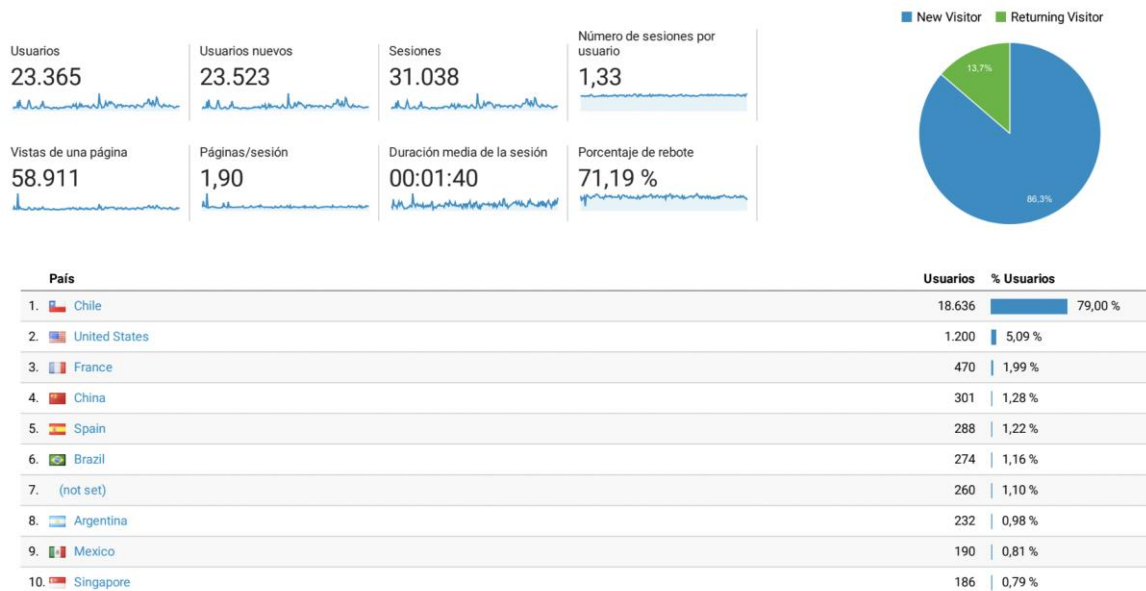 New Visitor Returning Visitor
Usuarios
23.365
Usuarios nuevos
23.523
Sesiones
31.038
Número de sesiones por
usuario
1,33
Vistas de una página
58.911
Páginas/sesión
1,90
Duración media de la sesión
00:01:40
Porcentaje de rebote
71,19 %
13,7%
86,3%
País Usuarios % Usuarios
1. Chile 18.636 79,00 %
2. United States 1.200 5,09 %
3. France 470 1,99 %
4. China 301 1,28 %
5. Spain 288 1,22 %
6. Brazil 274 1,16 %
7. (not set) 260 1,10 %
8. Argentina 232 0,98 %
9. Mexico 190 0,81 %
10. Singapore 186 0,79 %